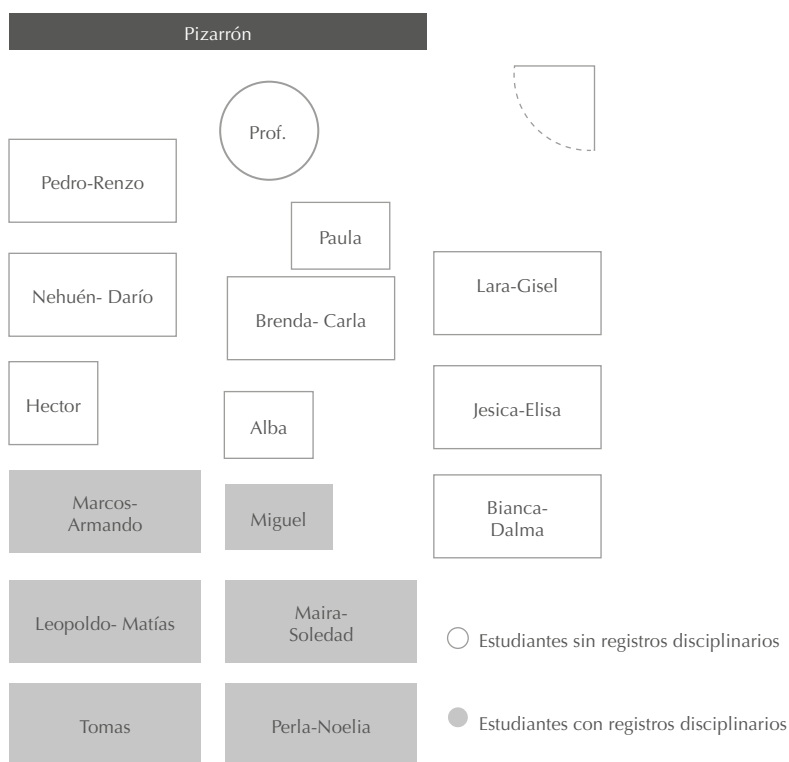 Pizarrón
Prof.
Pedro-Renzo
Paula
Nehuén- Darío
Brenda- Carla
Lara-Gisel
Hector
Alba
Jesica-Elisa
Marcos-
Armando
Miguel
Bianca-
Dalma
Leopoldo- Matías
Maira-
Soledad
Tomas
Perla-Noelia
Estudiantes sin registros disciplinarios
Estudiantes con registros disciplinarios